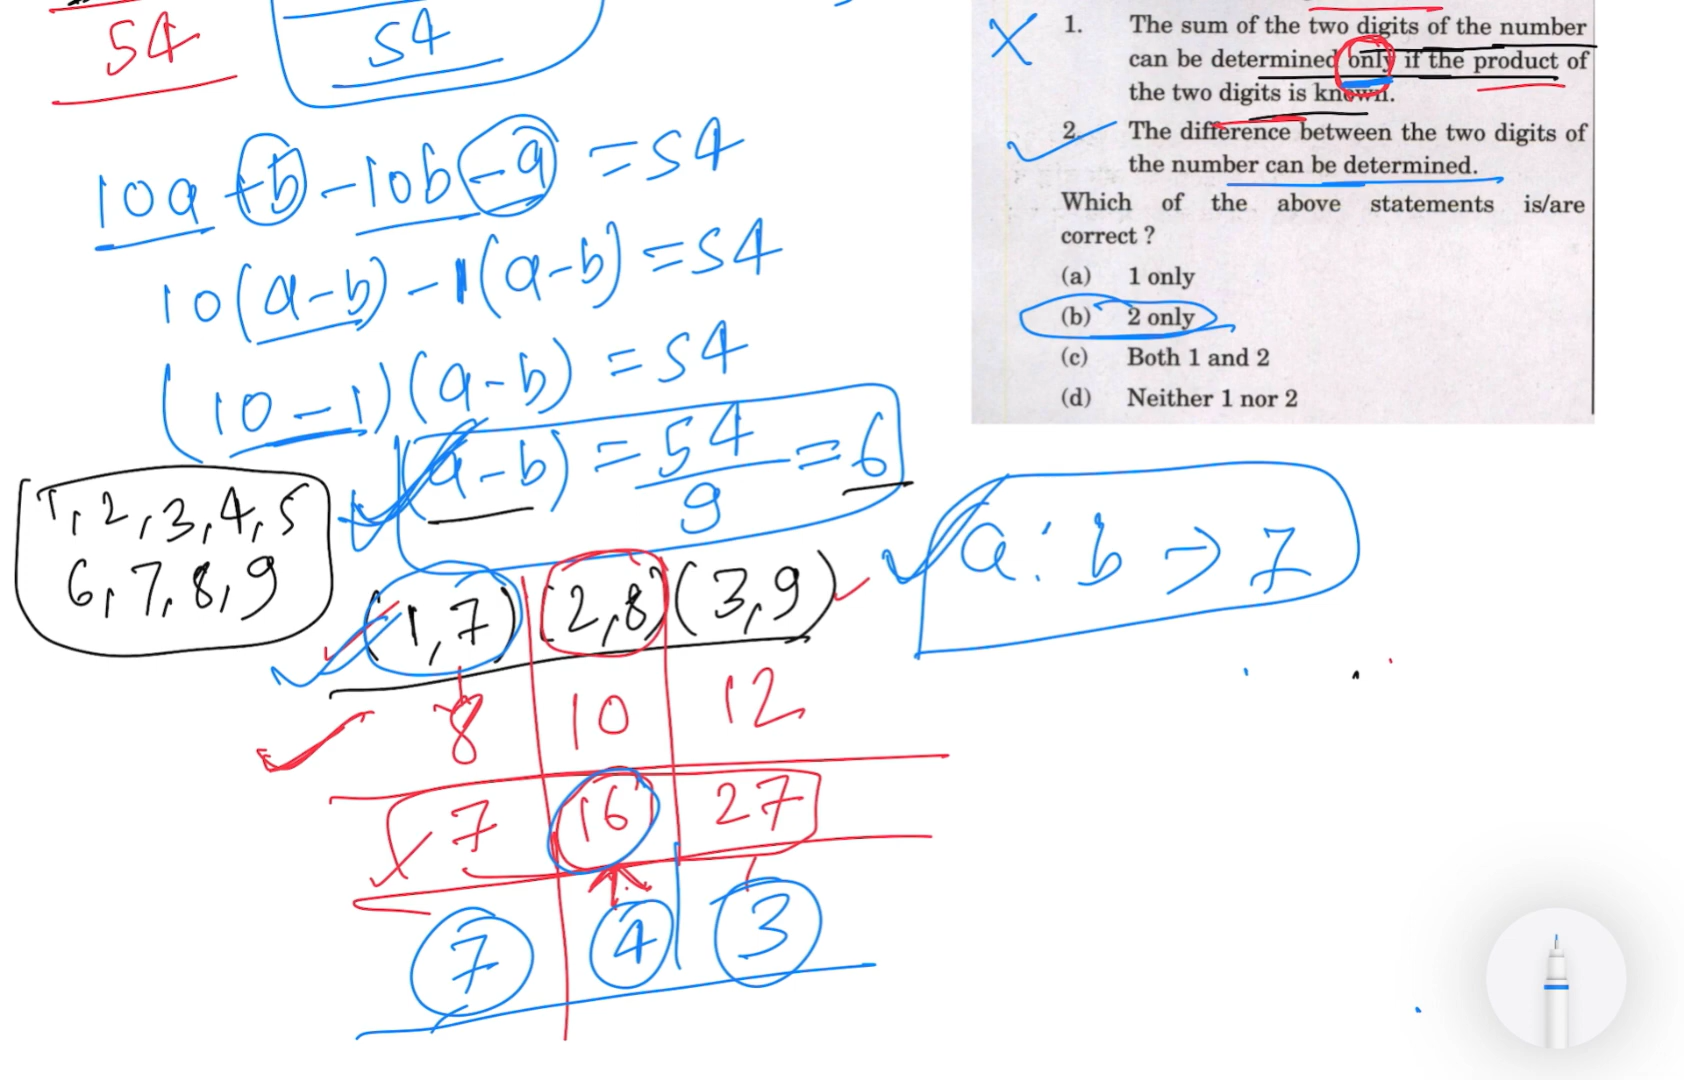 54
54
1. The sum of the two digits of the number
can be determined only if the product of
the two digits is known.
2. The difference between the two digits of
the number can be determined.
Which of the above statements is/are
correct ?
(a) 1 only
(b) 2 only
(c) Both 1 and 2
(d) Neither 1 nor 2
10a +b -10b -a = 54
10(a-b) -1(a-b) = 54
(10-1)(a-b) = 54
(a-b) = 54/9 = 6
1,2,3,4,5
6,7,8,9
a:b → 7
(1,7) (2,8) (3,9)
8 10 12
7 16 27
7 4 3